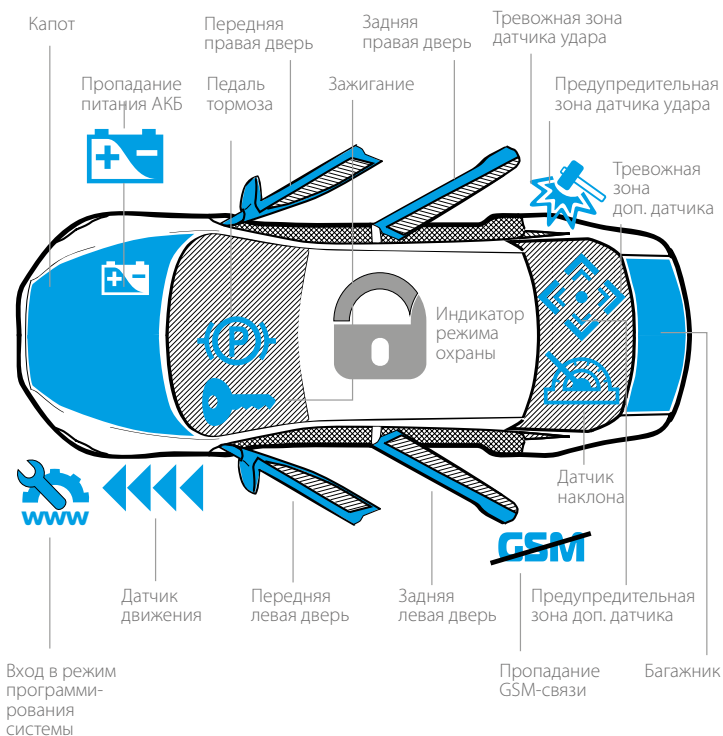 Капот
Передняя
правая дверь
Задняя
правая дверь
Тревожная зона
датчика удара
Пропадание
питания АКБ
Педаль
тормоза
Зажигание
Предупредительная
зона датчика удара
Тревожная
зона
доп. датчика
Индикатор
режима
охраны
P
Датчик
наклона
www
GSM
Датчик
движения
Передняя
левая дверь
Задняя
левая дверь
Предупредительная
зона доп. датчика
Вход в режим
программи-
рования
системы
Пропадание
GSM-связи
Багажник